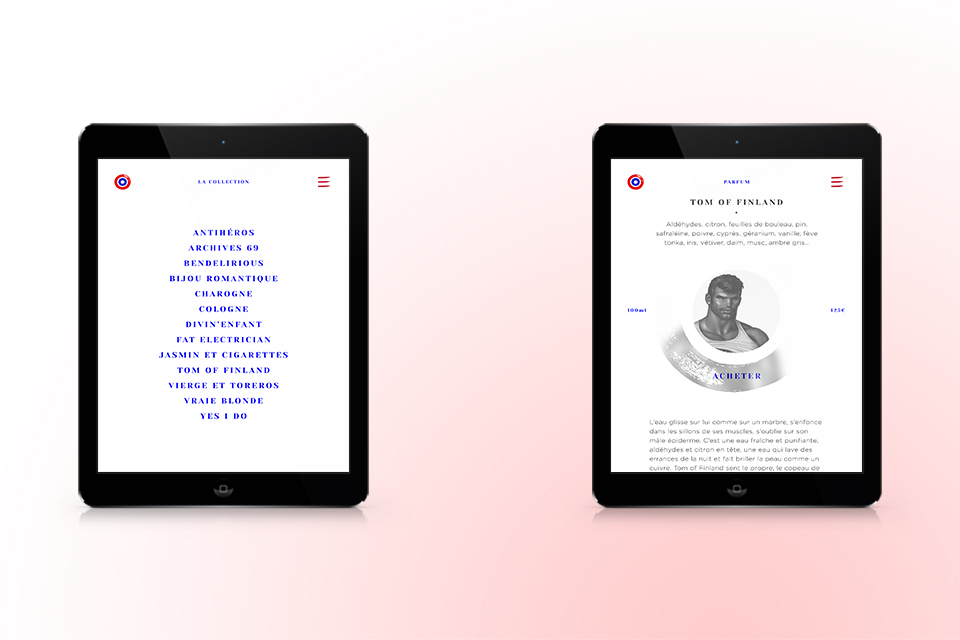 LA COLLECTION
ANTIHÉROS
ARCHIVES 69
BENDELIRIOUS
BIJOU ROMANTIQUE
CHAROGNE
COLOGNE
DIVIN'ENFANT
FAT ELECTRICIAN
JASMIN ET CIGARETTES
TOM OF FINLAND
VIERGE ET TOREROS
VRAIE BLONDE
YES I DO
PARFUM
TOM OF FINLAND
Aldéhydes, citron, feuilles de bouleau, pin,
safraléine, poivre, cyprès, géranium, vanille, fève
tonka, iris, vétiver, daim, musc, ambre gris...
100ml
125€
ACHETER
L'eau glisse sur lui comme sur un marbre, s'enfonce
dans les sillons de ses muscles, s'oublie sur son
mâle épiderme. C'est une eau fraîche et purifiante,
aldéhydes et citron en tête, une eau qui lave des
errances de la nuit et fait briller la peau comme un
cuivre. Tom of Finland sent le propre, le copeau de